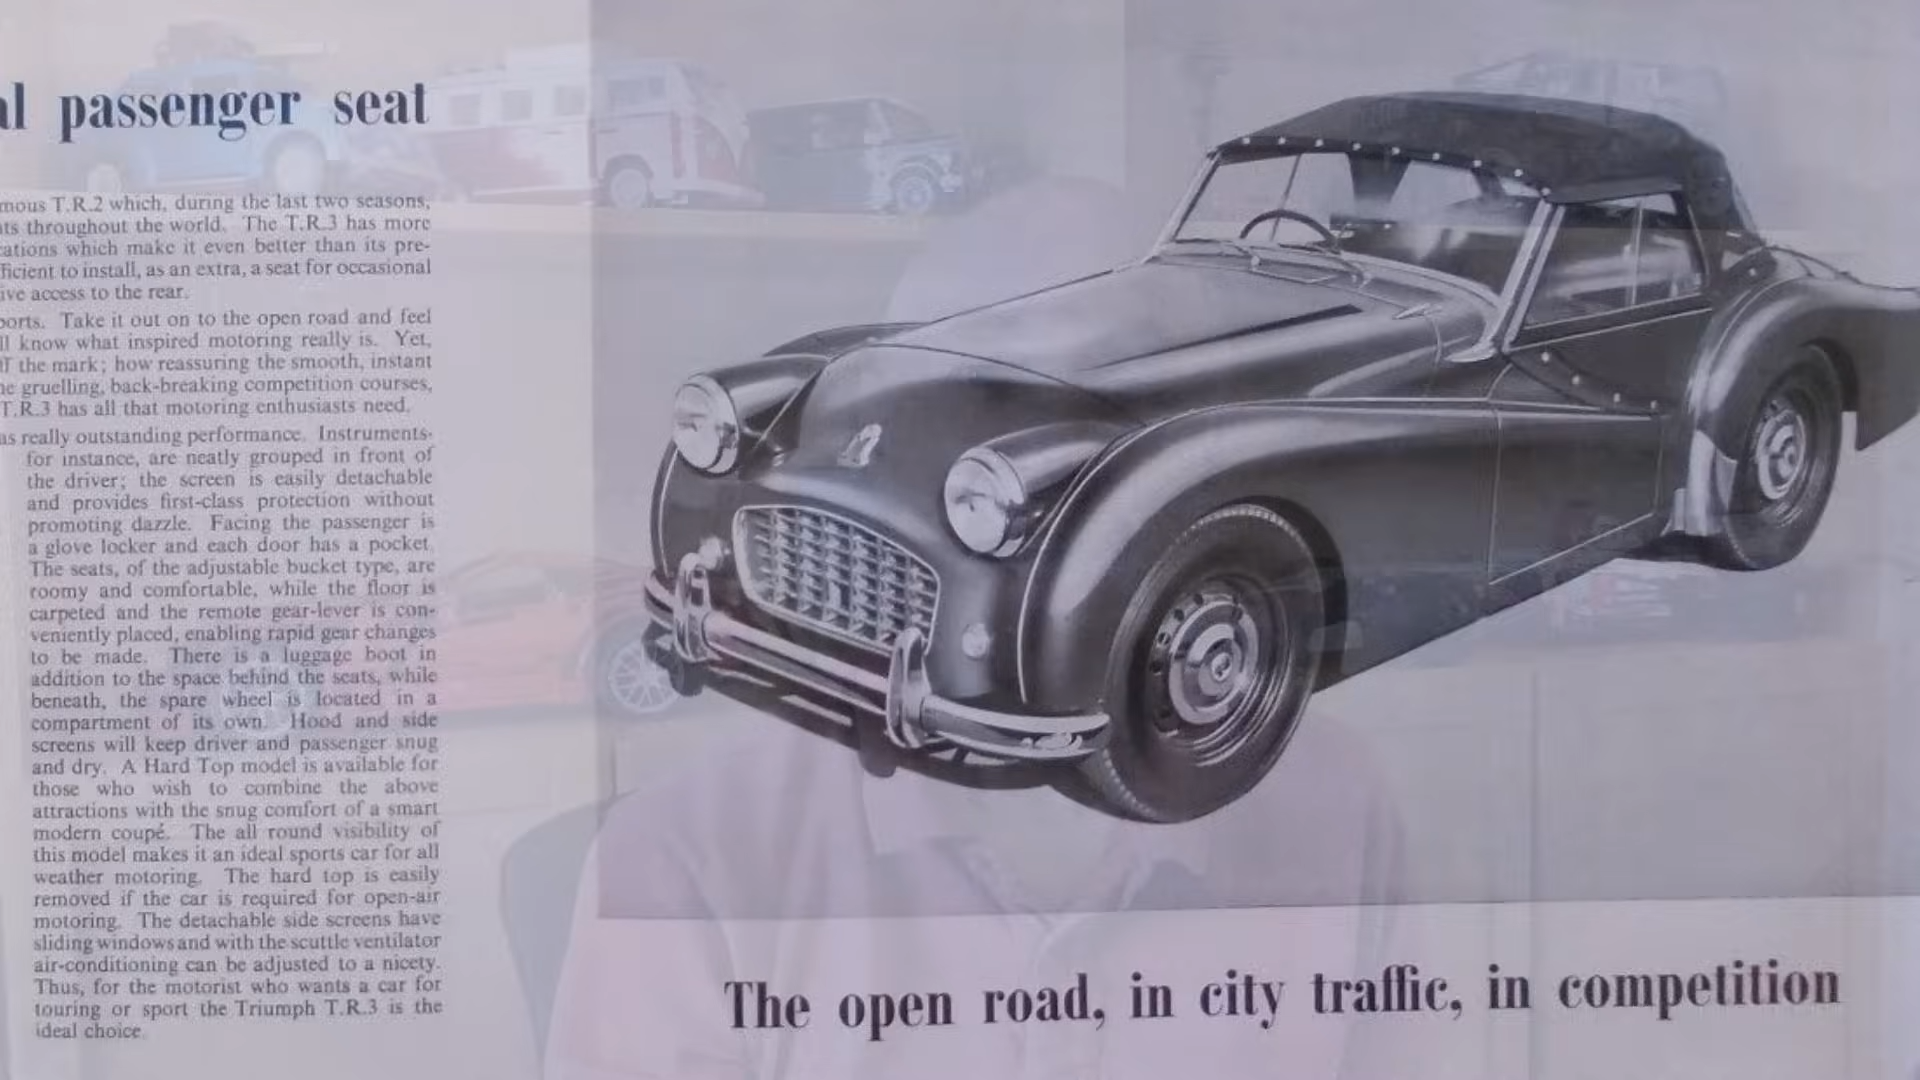 al passenger seat
mous T.R.2 which, during the last two seasons,
ts throughout the world. The T.R.3 has more
cations which make it even better than its pre-
ficient to install, as an extra, a seat for occasional
ive access to the rear.
ports. Take it out on to the open road and feel
ll know what inspired motoring really is. Yet,
ff the mark; how reassuring the smooth, instant
he gruelling, back-breaking competition courses,
T.R.3 has all that motoring enthusiasts need.
as really outstanding performance. Instruments-
for instance, are neatly grouped in front of
the driver; the screen is easily detachable
and provides first-class protection without
promoting dazzle. Facing the passenger is
a glove locker and each door has a pocket.
The seats, of the adjustable bucket type, are
roomy and comfortable, while the floor is
carpeted and the remote gear-lever is con-
veniently placed, enabling rapid gear changes
to be made. There is a luggage boot in
addition to the space behind the seats, while
beneath, the spare wheel is located in a
compartment of its own. Hood and side
screens will keep driver and passenger snug
and dry. A Hard Top model is available for
those who wish to combine the above
attractions with the snug comfort of a smart
modern coupé. The all round visibility of
this model makes it an ideal sports car for all
weather motoring. The hard top is easily
removed if the car is required for open-air
motoring. The detachable side screens have
sliding windows and with the scuttle ventilator
air-conditioning can be adjusted to a nicety.
Thus, for the motorist who wants a car for
touring or sport the Triumph T.R.3 is the
ideal choice.
The open road, in city traffic, in competition